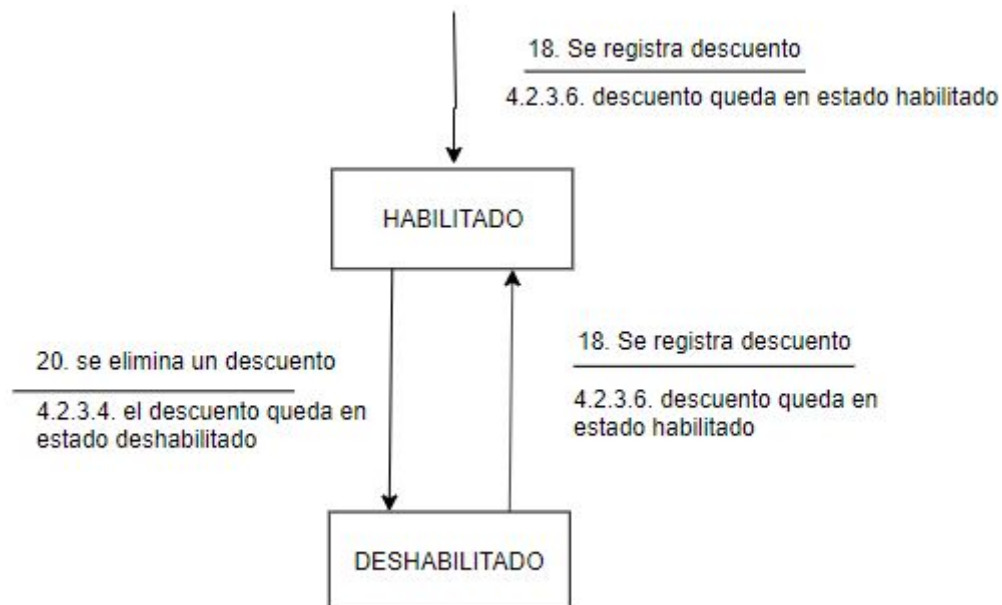 18. Se registra descuento
4.2.3.6. descuento queda en estado habilitado
HABILITADO
20. se elimina un descuento
4.2.3.4. el descuento queda en
estado deshabilitado
18. Se registra descuento
4.2.3.6. descuento queda en
estado habilitado
DESHABILITADO